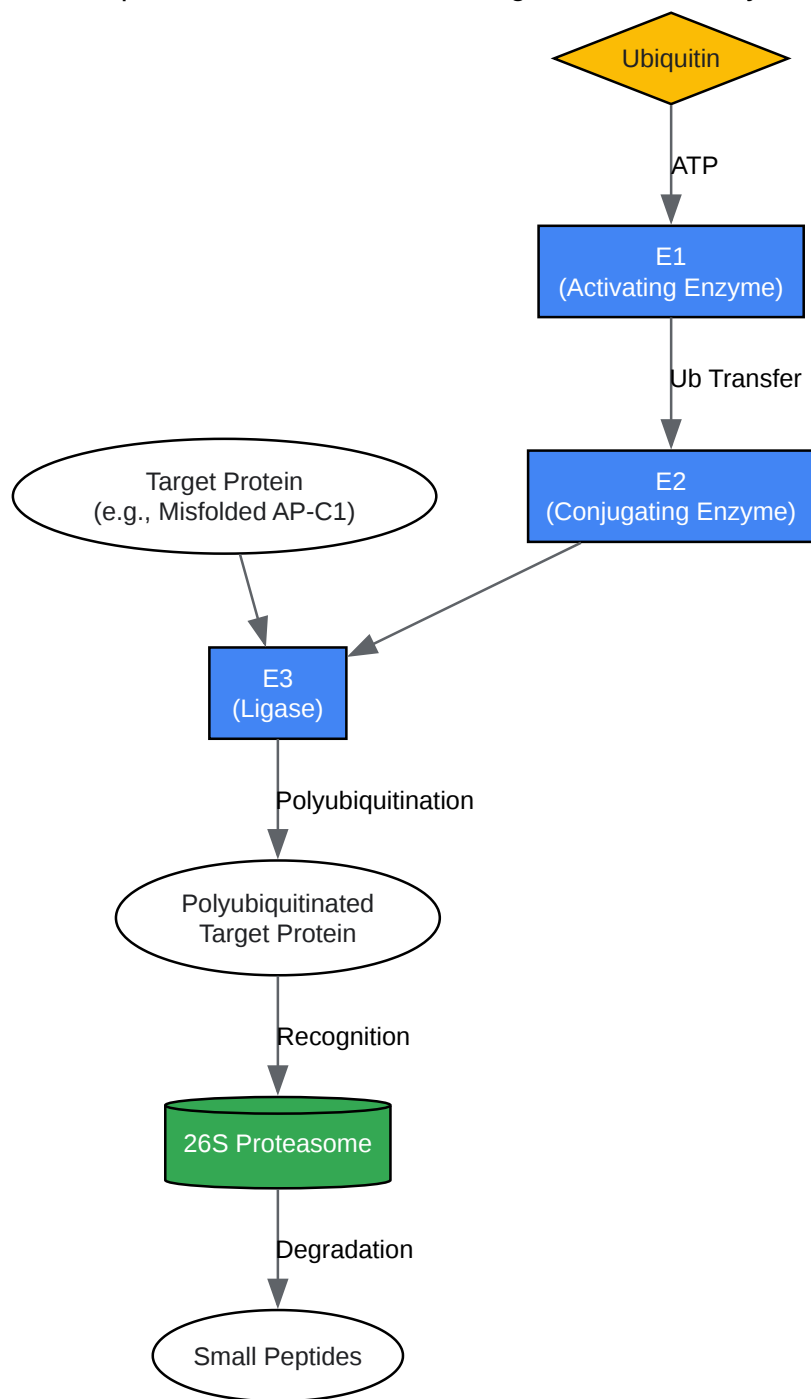 Ubiquitin
ATP
E1
(Activating Enzyme)
Ub Transfer
Target Protein
(e.g., Misfolded AP-C1)
E2
(Conjugating Enzyme)
E3
(Ligase)
Polyubiquitination
Polyubiquitinated
Target Protein
Recognition
26S Proteasome
Degradation
Small Peptides